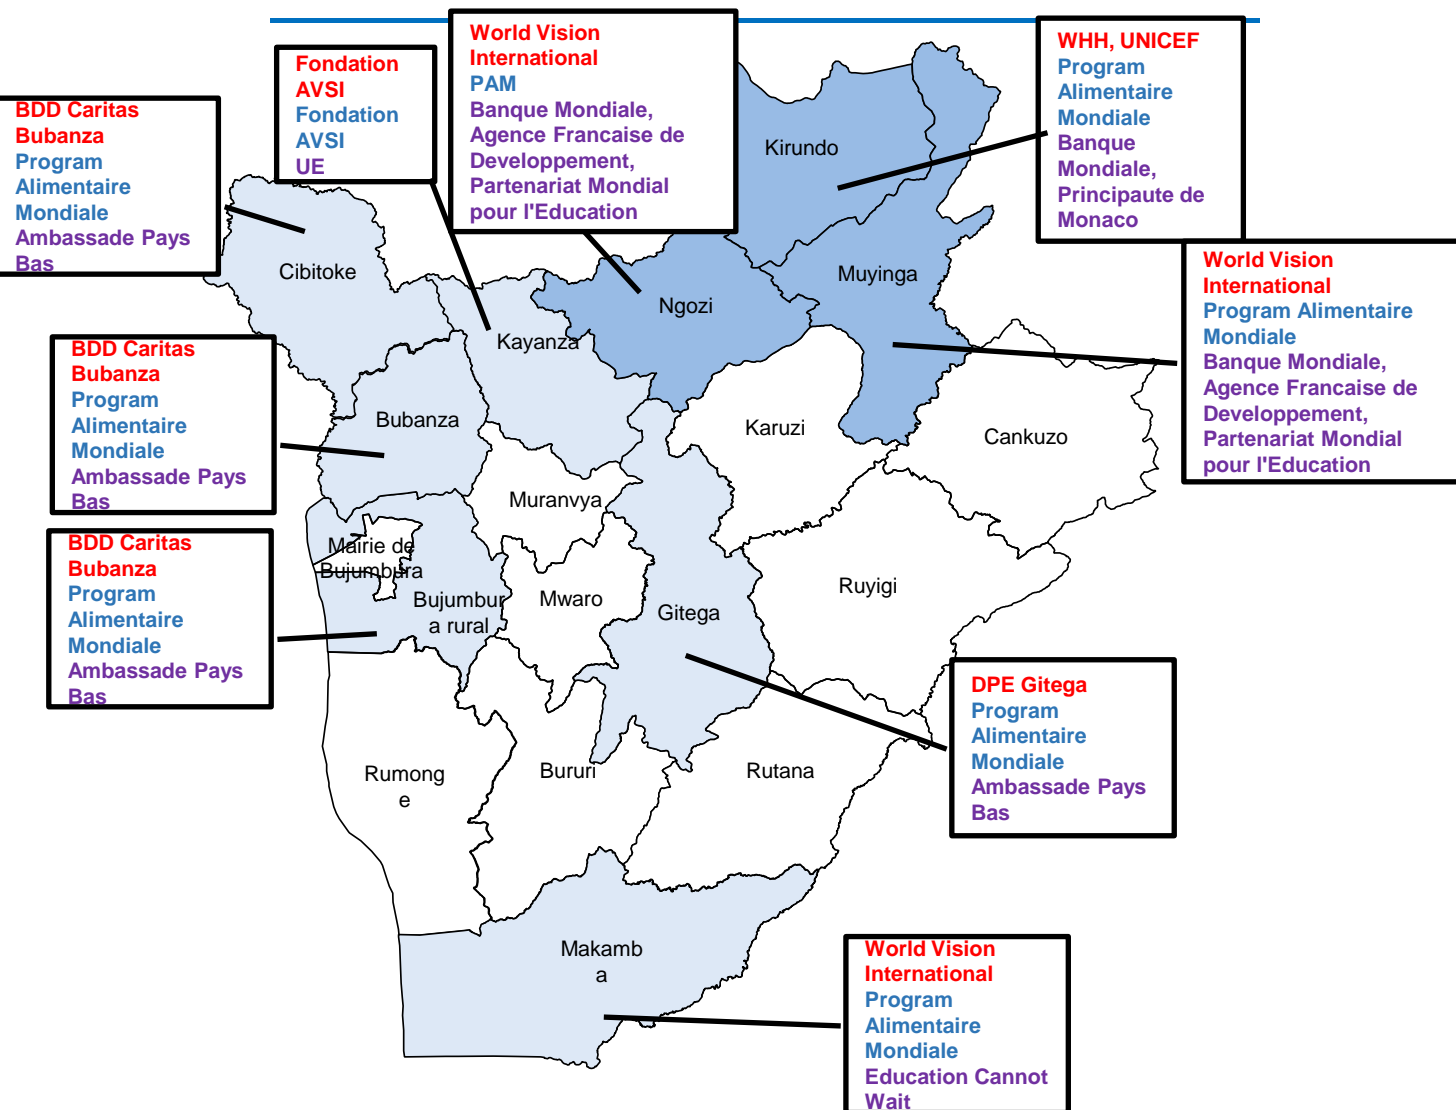 World Vision
International
PAM
Banque Mondiale,
Agence Francaise de
Developpement,
Partenariat Mondial
pour l'Education
WHH, UNICEF
Program
Alimentaire
Mondiale
Banque
Mondiale,
Principaute de
Monaco
Fondation
AVSI
Fondation
AVSI
UE
BDD Caritas
Bubanza
Program
Alimentaire
Mondiale
Ambassade Pays
Bas
Kirundo
Cibitoke
Muyinga
Ngozi
World Vision
International
Program Alimentaire
Mondiale
Banque Mondiale,
Agence Francaise de
Developpement,
Partenariat Mondial
pour l'Education
Kayanza
BDD Caritas
Bubanza
Program
Alimentaire
Mondiale
Ambassade Pays
Bas
Bubanza
Karuzi
Cankuzo
Muranvya
BDD Caritas
Bubanza
Program
Alimentaire
Mondiale
Ambassade Pays
Bas
Mairie de
Bujumbura
Bujumbur
a rural
Mwaro
Gitega
Ruyigi
DPE Gitega
Program
Alimentaire
Mondiale
Ambassade Pays
Bas
Rumong
e
Bururi
Rutana
Makamb
a
World Vision
International
Program
Alimentaire
Mondiale
Education Cannot
Wait